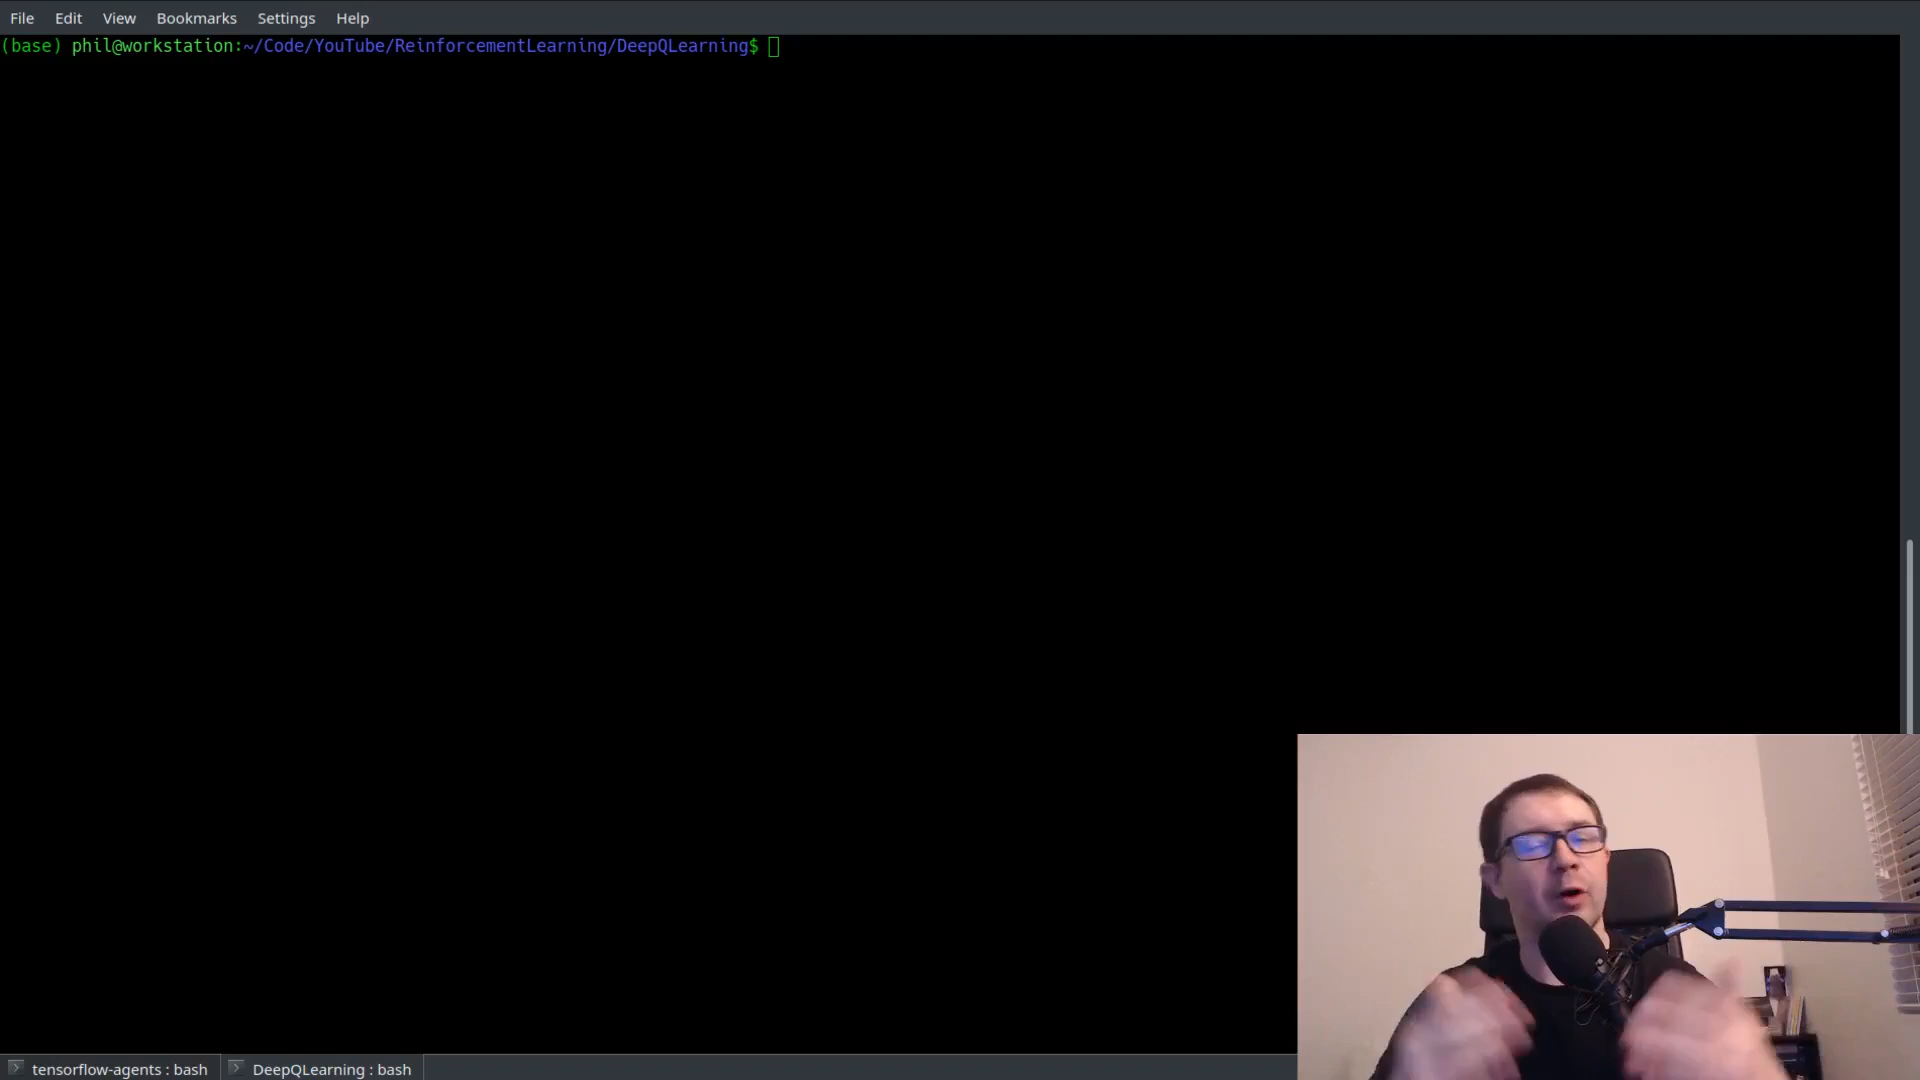 File Edit View Bookmarks Settings Help
(base) phil@workstation:~/Code/YouTube/ReinforcementLearning/DeepQLearning$
tensorflow-agents : bash DeepQLearning : bash